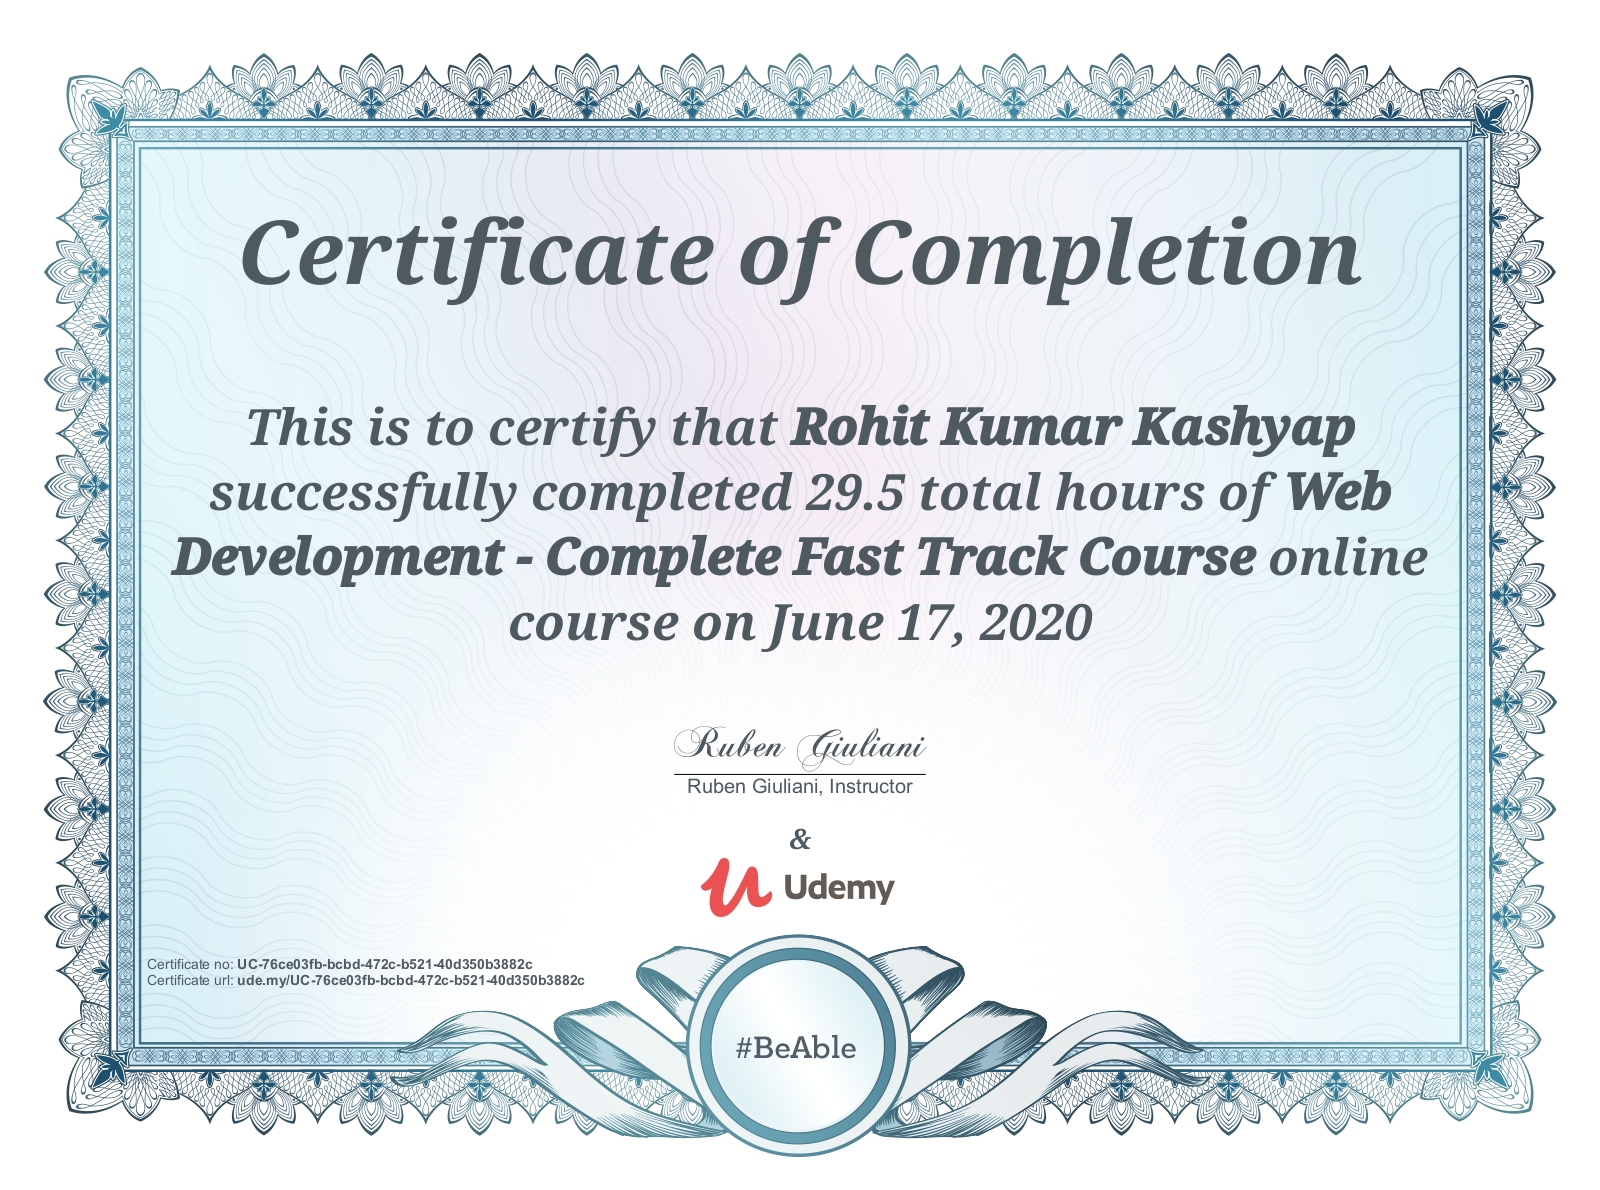 Certificate of Completion
This is to certify that Rohit Kumar Kashyap
successfully completed 29.5 total hours of Web
Development - Complete Fast Track Course online
course on June 17, 2020
Ruben Giuliani
Ruben Giuliani, Instructor
&
Udemy
Certificate no: UC-76ce03fb-bcbd-472c-b521-40d350b3882c
Certificate url: ude.my/UC-76ce03fb-bcbd-472c-b521-40d350b3882c
#BeAble